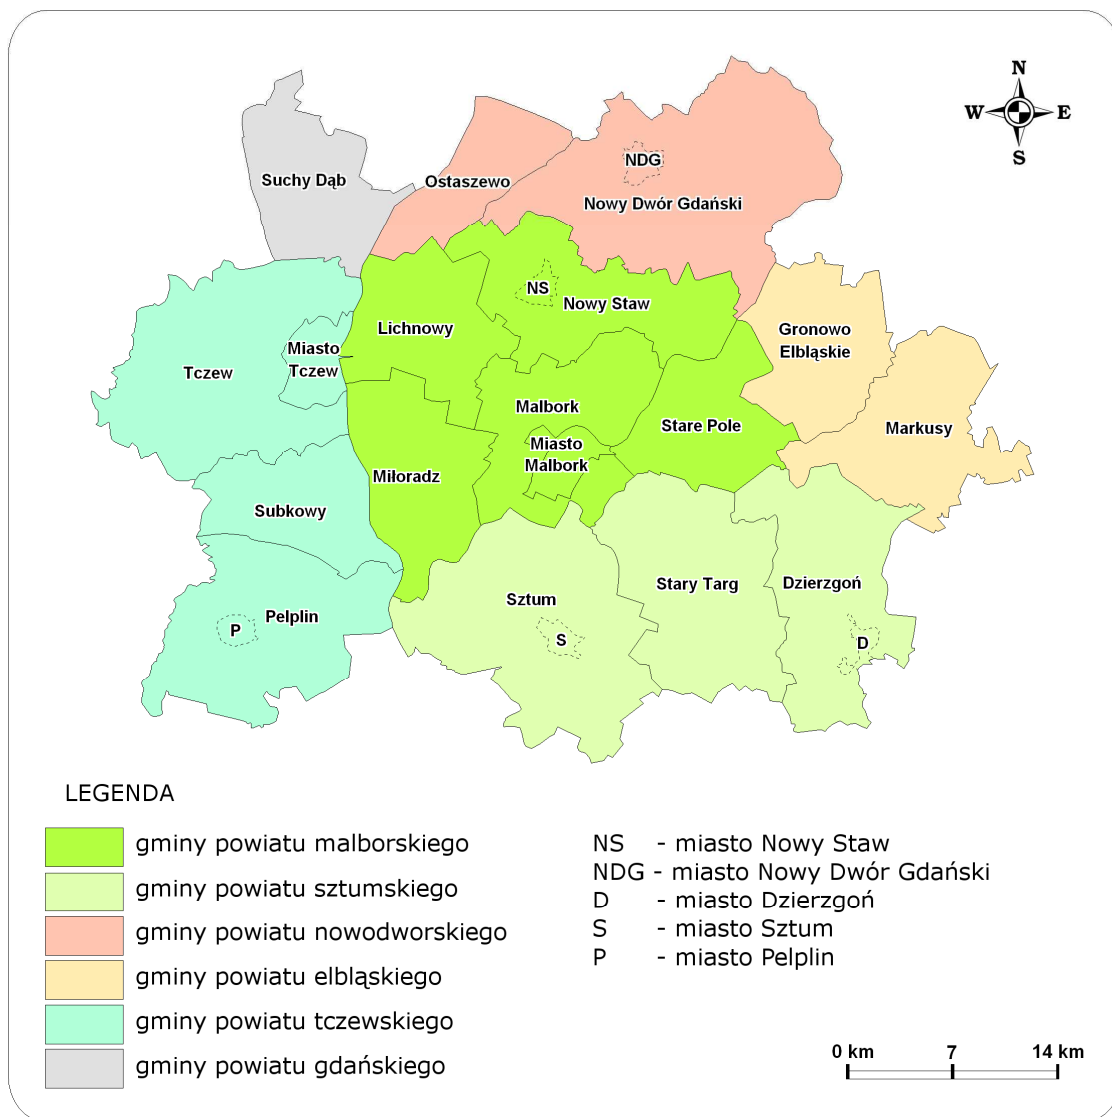 N
W E
S
NDG
Suchy Dąb
Ostaszewo
Nowy Dwór Gdański
NS
Nowy Staw
Lichnowy
Gronowo
Elbląskie
Miasto
Tczew
Tczew
Malbork
Stare Pole
Markusy
Miasto
Malbork
Miłoradz
Subkowy
Stary Targ
Dzierzgoń
Sztum
Pelplin
P
S
D
LEGENDA
gminy powiatu malborskiego
gminy powiatu sztumskiego
gminy powiatu nowodworskiego
gminy powiatu elbląskiego
gminy powiatu tczewskiego
gminy powiatu gdańskiego
NS - miasto Nowy Staw
NDG - miasto Nowy Dwór Gdański
D - miasto Dzierzgoń
S - miasto Sztum
P - miasto Pelplin
0 km 7 14 km